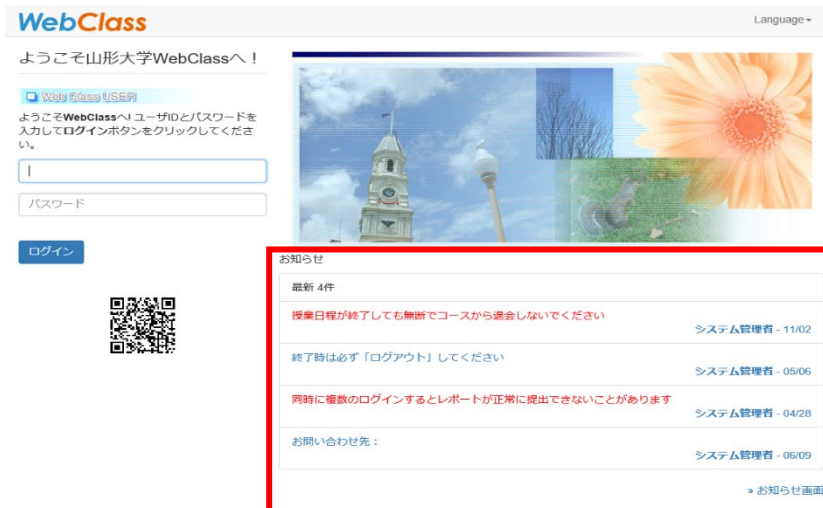 WebClass
Language
ようこそ山形大学WebClassへ！
Web Class USER!
ようこそWebClassへ! ユーザIDとパスワードを
入力してログインボタンをクリックしてくださ
い。
パスワード
ログイン
お知らせ
最新 4件
授業日程が終了しても無断でコースから退会しないでください
システム管理者 - 11/02
終了時は必ず「ログアウト」してください
システム管理者 - 05/06
同時に複数のログインするとレポートが正常に提出できないことがあります
システム管理者 - 04/28
お問い合わせ先：
システム管理者 - 06/09
» お知らせ画面